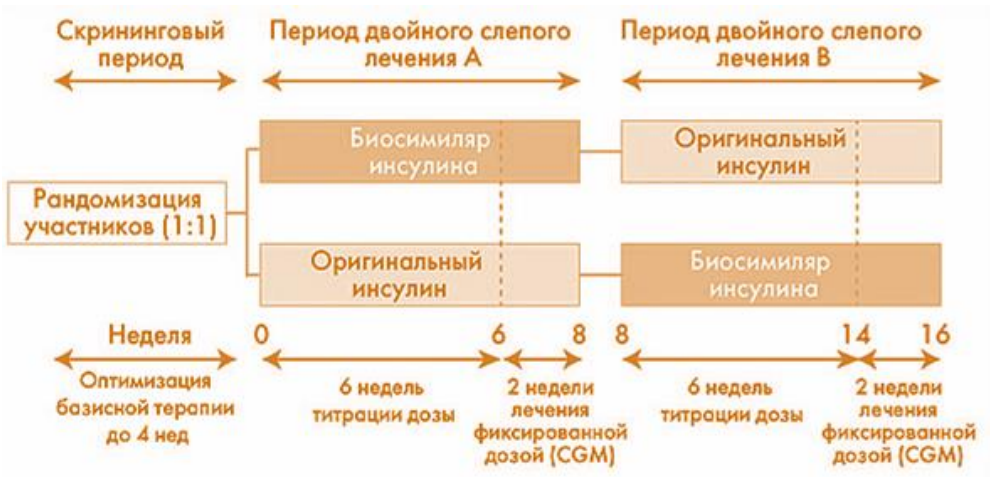 Скрининговый
период
Период двойного слепого
лечения А
Период двойного слепого
лечения В
Биосимиляр
инсулина
Оригинальный
инсулин
Рандомизация
участников (1:1)
Оригинальный
инсулин
Биосимиляр
инсулина
Неделя
0
6
8
8
14
16
Оптимизация
базисной терапии
до 4 нед
6 недель
титрации дозы
2 недели
лечения
фиксированной
дозой (CGM)
6 недель
титрации дозы
2 недели
лечения
фиксированной
дозой (CGM)